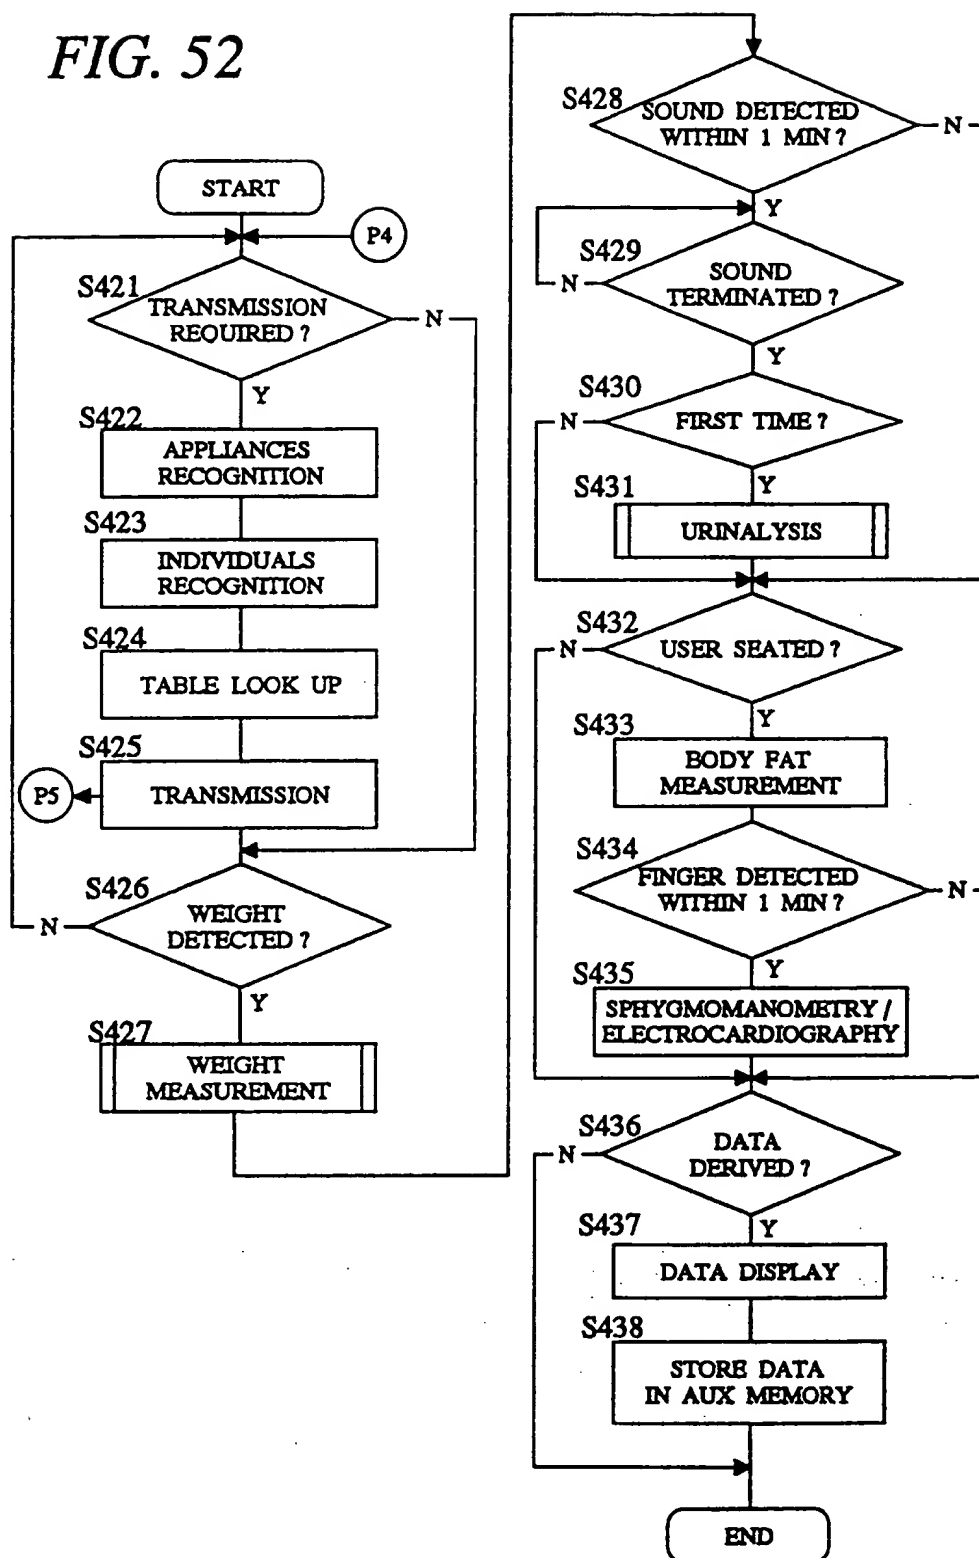 FIG. 52
START
P4
S421
TRANSMISSION
REQUIRED ?
N
Y
S422
APPLIANCES
RECOGNITION
S423
INDIVIDUALS
RECOGNITION
S424
TABLE LOOK UP
S425
TRANSMISSION
P5
S426
WEIGHT
DETECTED ?
N
Y
S427
WEIGHT
MEASUREMENT
S428
SOUND DETECTED
WITHIN 1 MIN ?
N
Y
S429
SOUND
TERMINATED ?
N
Y
S430
FIRST TIME ?
N
Y
S431
URINALYSIS
S432
USER SEATED ?
N
Y
S433
BODY FAT
MEASUREMENT
S434
FINGER DETECTED
WITHIN 1 MIN ?
N
Y
S435
SPHYGMOMANOMETRY /
ELECTROCARDIOGRAPHY
S436
DATA
DERIVED ?
N
Y
S437
DATA DISPLAY
S438
STORE DATA
IN AUX MEMORY
END